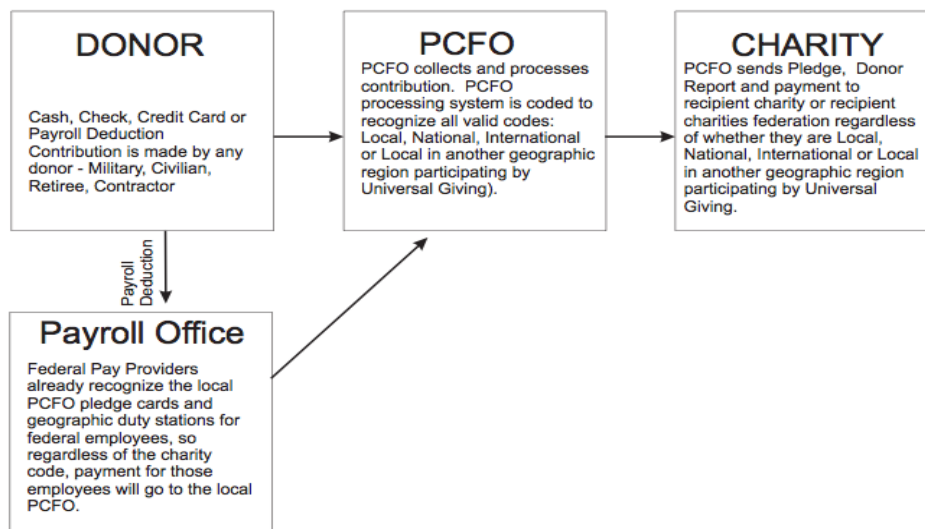 DONOR
Cash, Check, Credit Card or
Payroll Deduction
Contribution is made by any
donor - Military, Civilian,
Retiree, Contractor
PCFO
PCFO collects and processes
contribution.  PCFO
processing system is coded to
recognize all valid codes:
Local, National, International
or Local in another geographic
region participating by
Universal Giving).
CHARITY
PCFO sends Pledge,  Donor
Report and payment to
recipient charity or recipient
charities federation regardless
of whether they are Local,
National, International or Local
in another geographic region
participating by Universal
Giving.
Payroll
Deduction
Payroll Office
Federal Pay Providers
already recognize the local
PCFO pledge cards and
geographic duty stations for
federal employees, so
regardless of the charity
code, payment for those
employees will go to the local
PCFO.